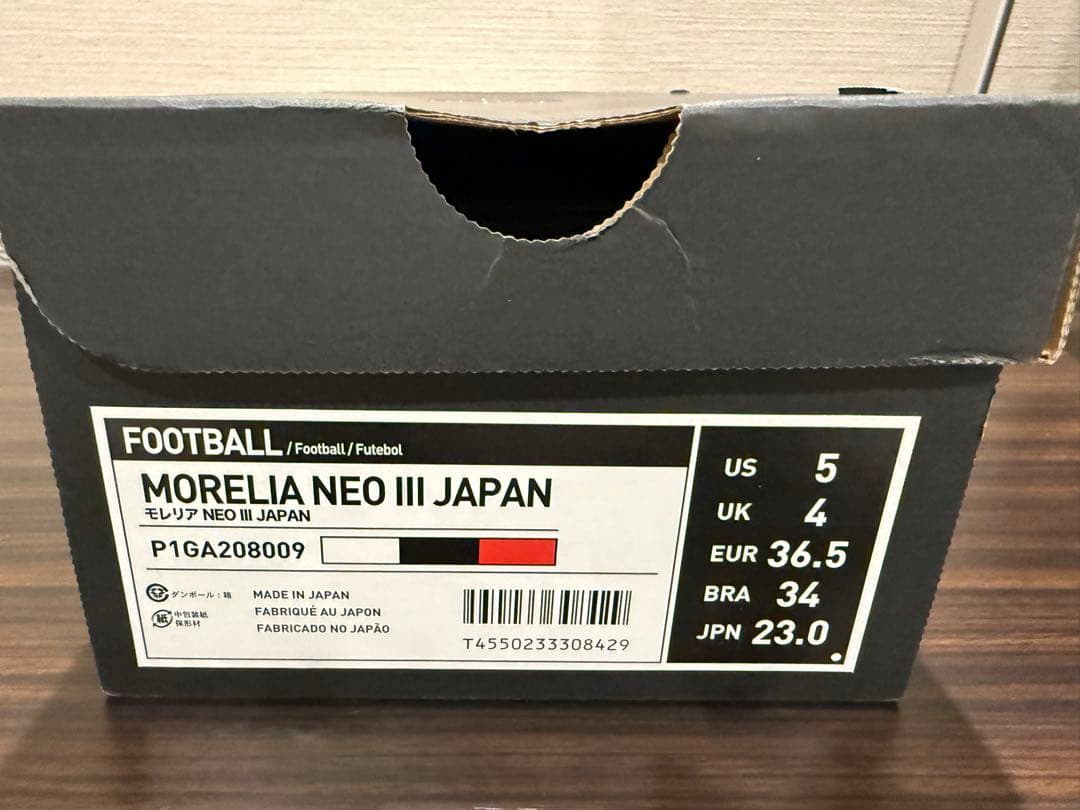 FOOTBALL / Football / Futebol
MORELIA NEO III JAPAN
モレリア NEO III JAPAN
P1GA208009
ダンボール：箱
紙
中包装紙
保形材
MADE IN JAPAN
FABRIQUÉ AU JAPON
FABRICADO NO JAPÃO
T4550233308429
US 5
UK 4
EUR 36.5
BRA 34
JPN 23.0